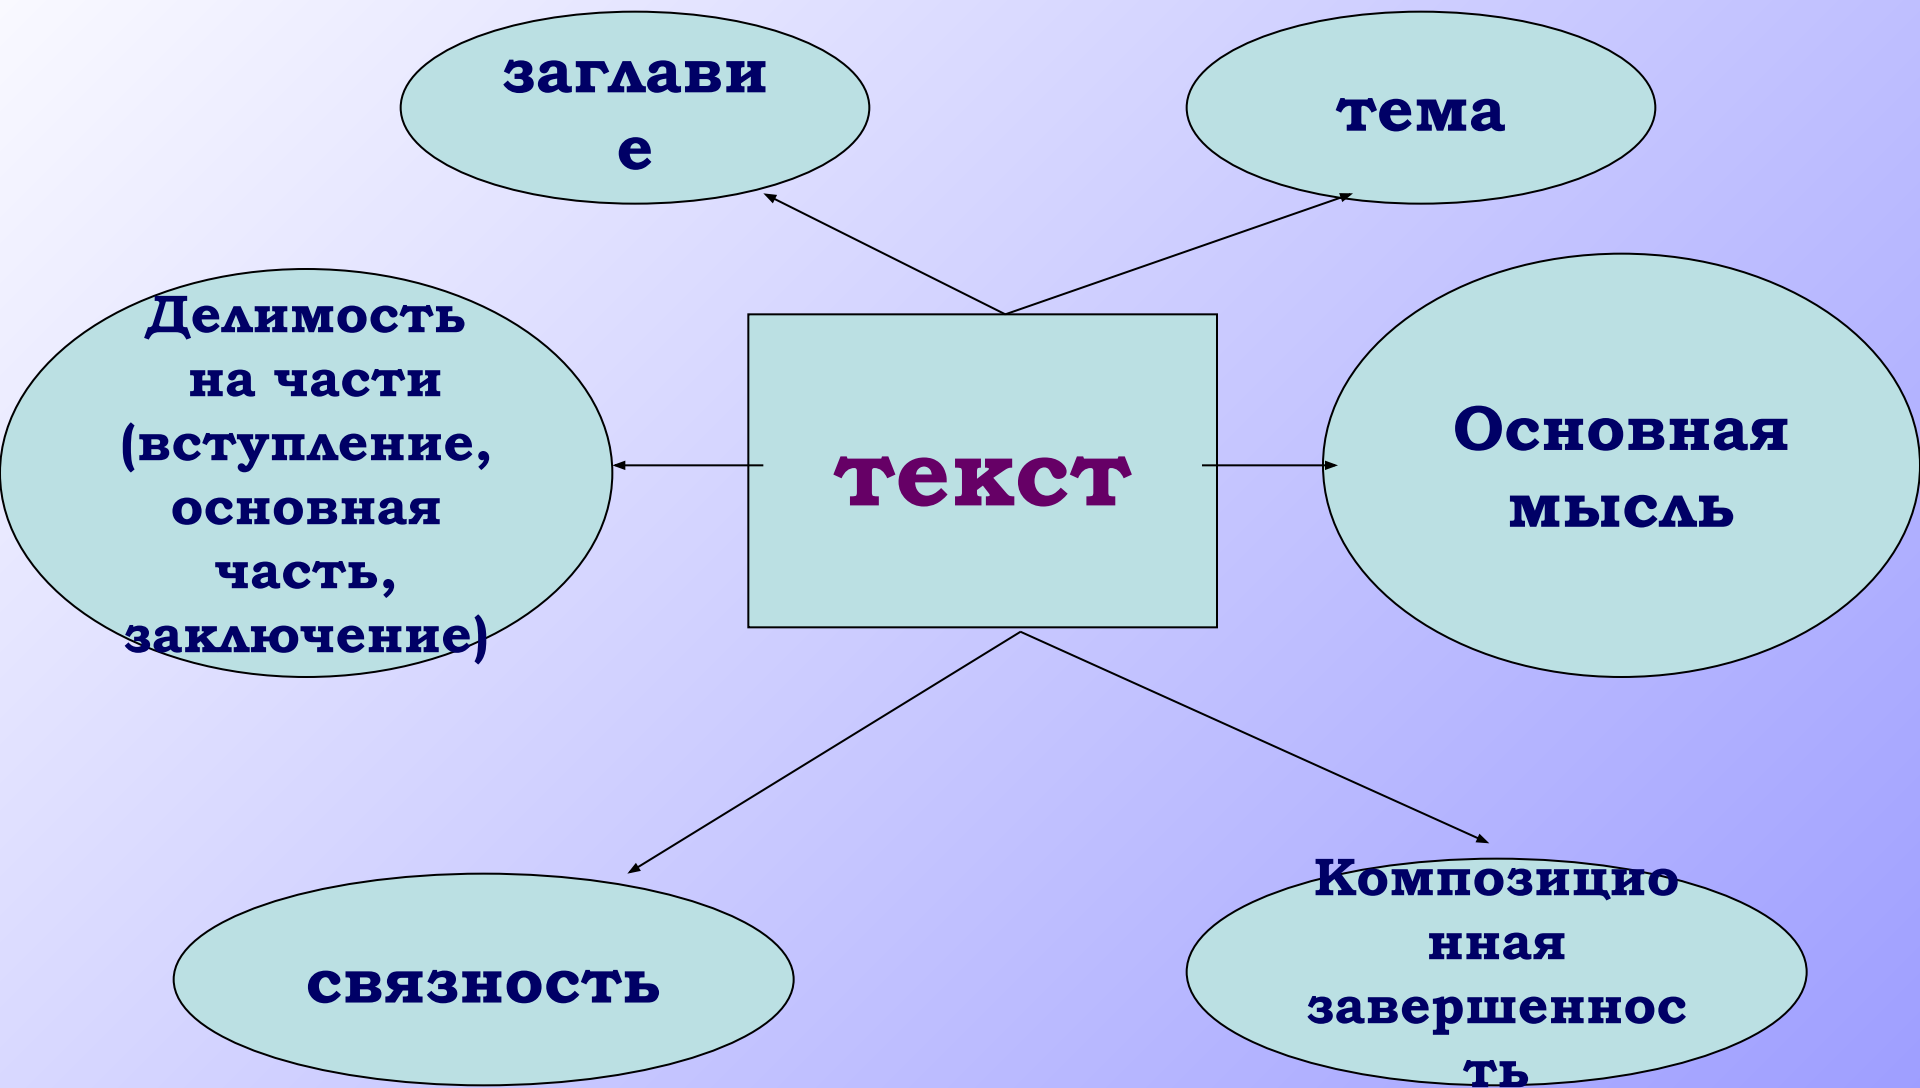 заглави
е
тема
Делимость
на части
(вступление,
основная
часть,
заключение)
текст
Основная
мысль
связность
Композицио
нная
завершеннос
ть